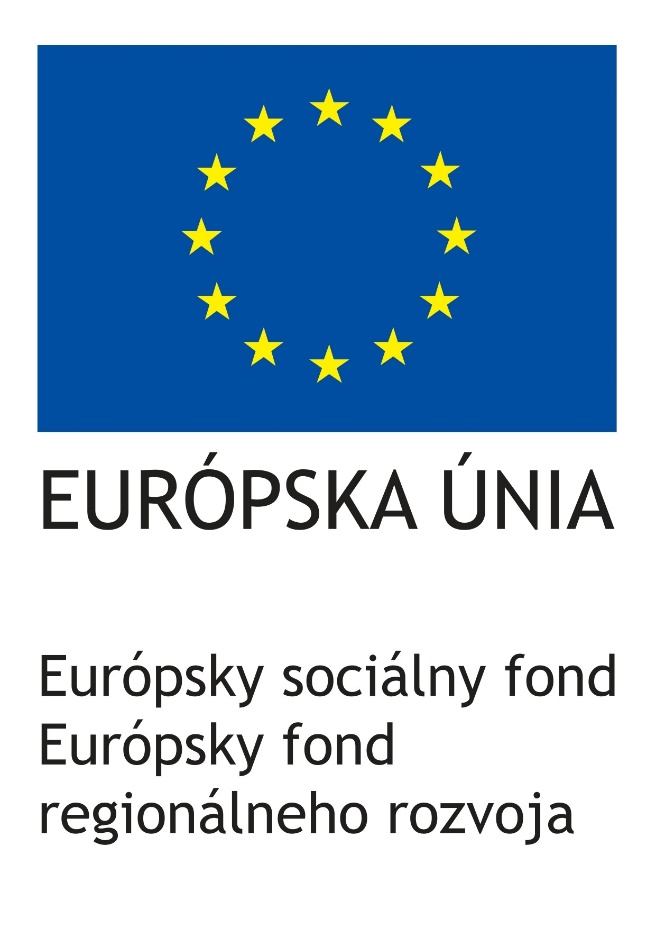 EURÓPSKA ÚNIA
Európsky sociálny fond
Európsky fond
regionálneho rozvoja